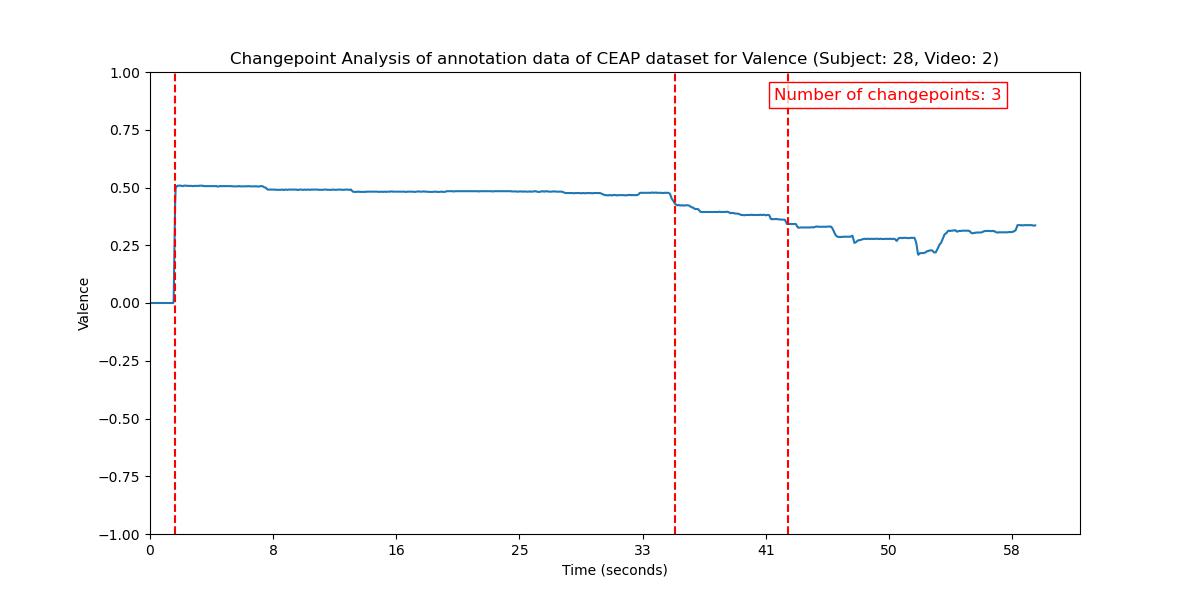 Changepoint Analysis of annotation data of CEAP dataset for Valence (Subject: 28, Video: 2)
Number of changepoints: 3
1.00
0.75
0.50
0.25
0.00
−0.25
−0.50
−0.75
−1.00
Valence
0 8 16 25 33 41 50 58
Time (seconds)